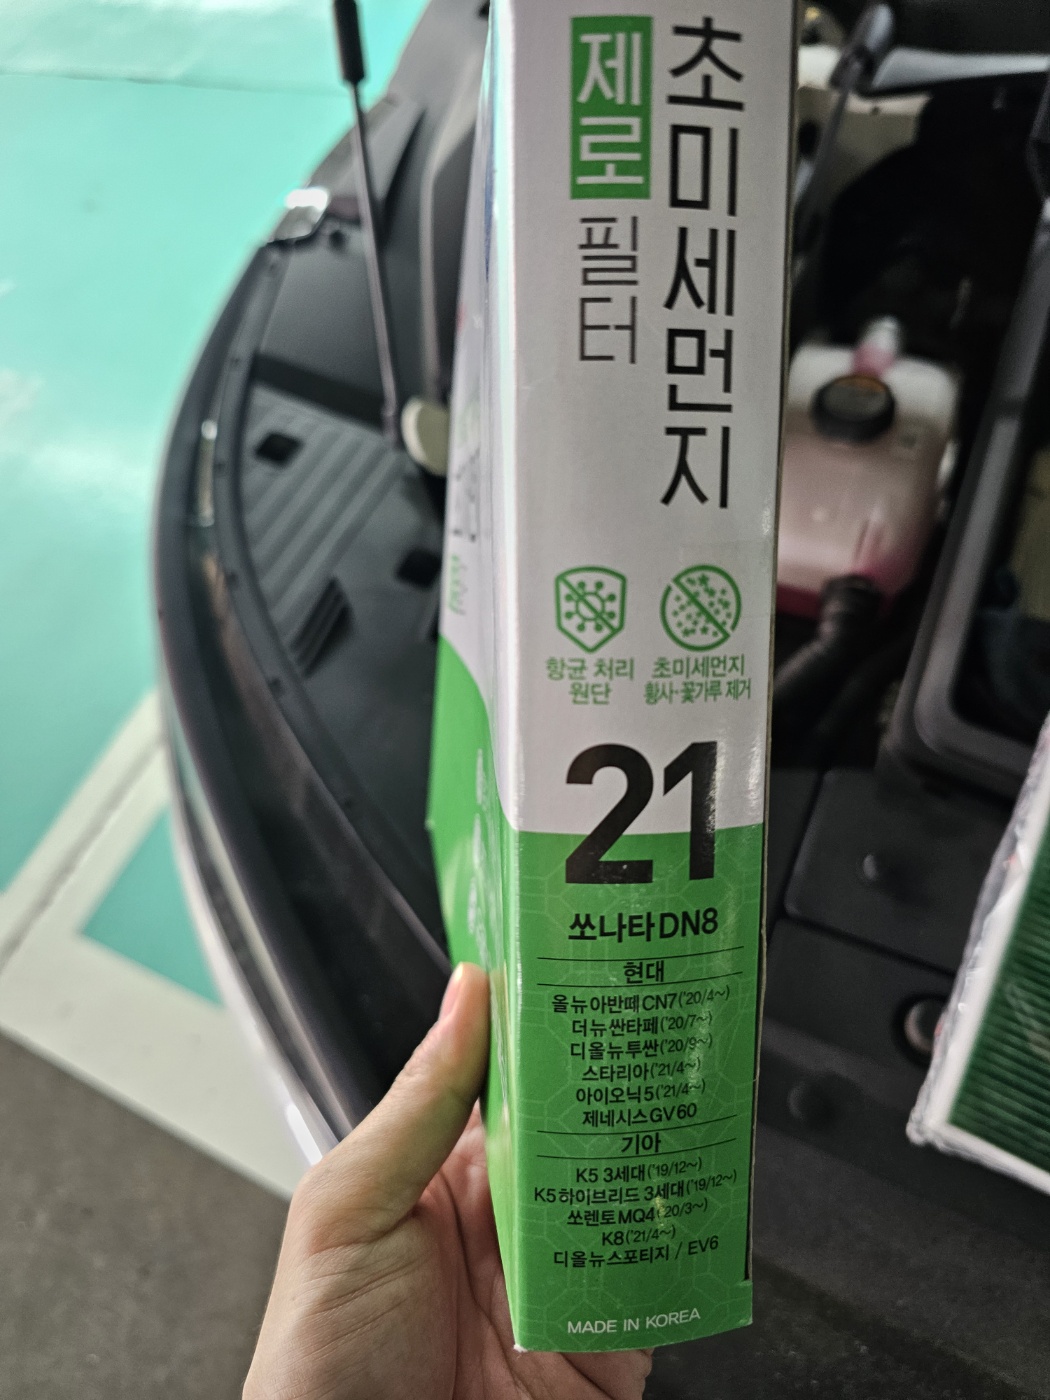 초미세먼지
제로
필터
항균 처리
원단
초미세먼지
황사·꽃가루 제거
21
쏘나타DN8
현대
올뉴아반떼CN7('20/4~)
더뉴싼타페('20/7~)
디올뉴투싼('20/9~)
스타리아('21/4~)
아이오닉5('21/4~)
제네시스GV60
기아
K5 3세대('19/12~)
K5하이브리드 3세대('19/12~)
쏘렌토MQ4('20/3~)
K8('21/4~)
디올뉴스포티지 / EV6
MADE IN KOREA